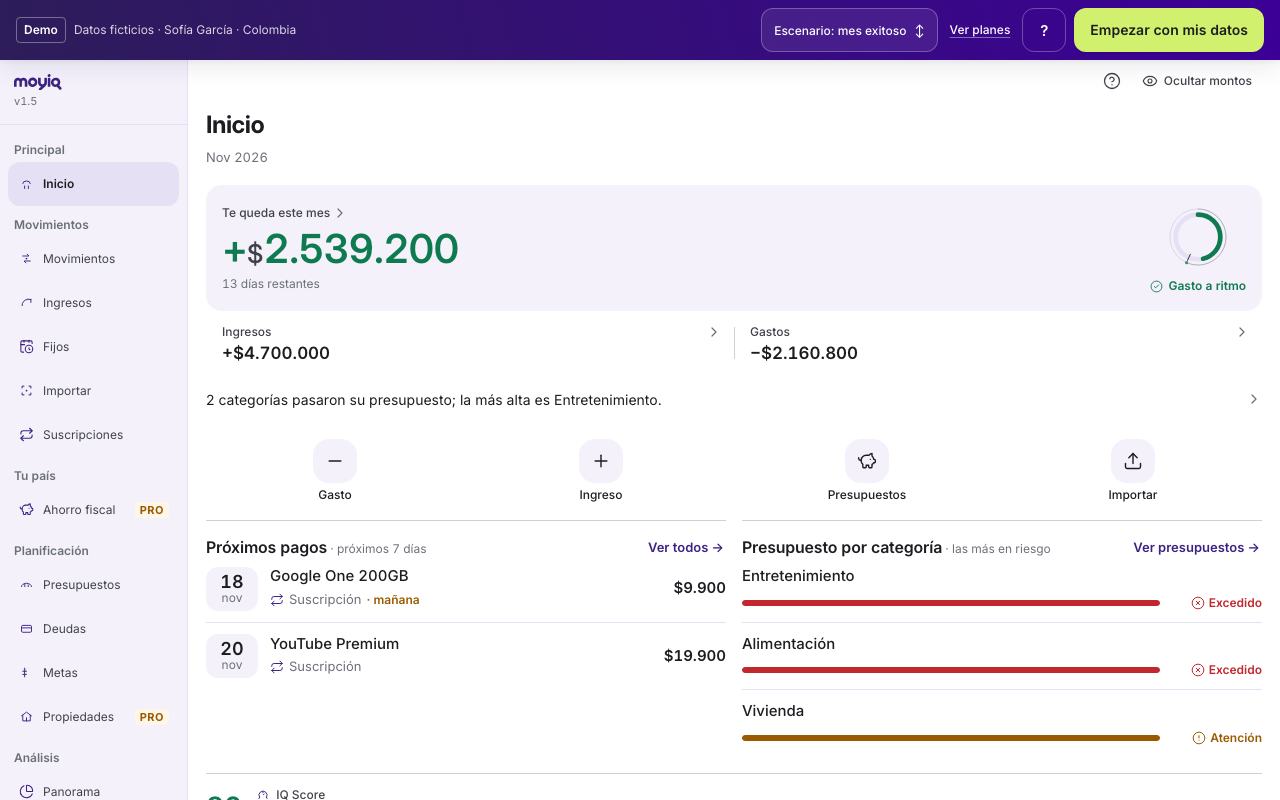 Demo
Datos ficticios · Sofía García · Colombia
Escenario: mes exitoso
Ver planes
?
Empezar con mis datos
moyiq
v1.5
Ocultar montos
Principal
Inicio
Movimientos
Movimientos
Ingresos
Fijos
Importar
Suscripciones
Tu país
Ahorro fiscal PRO
Planificación
Presupuestos
Deudas
Metas
Propiedades PRO
Análisis
Panorama
Inicio
Nov 2026
Te queda este mes
+$2.539.200
13 días restantes
Gasto a ritmo
Ingresos
+$4.700.000
Gastos
−$2.160.800
2 categorías pasaron su presupuesto; la más alta es Entretenimiento.
Gasto
Ingreso
Presupuestos
Importar
Próximos pagos · próximos 7 días
Ver todos →
18 nov
Google One 200GB
Suscripción · mañana
$9.900
20 nov
YouTube Premium
Suscripción
$19.900
Presupuesto por categoría · las más en riesgo
Ver presupuestos →
Entretenimiento
Excedido
Alimentación
Excedido
Vivienda
Atención
IQ Score